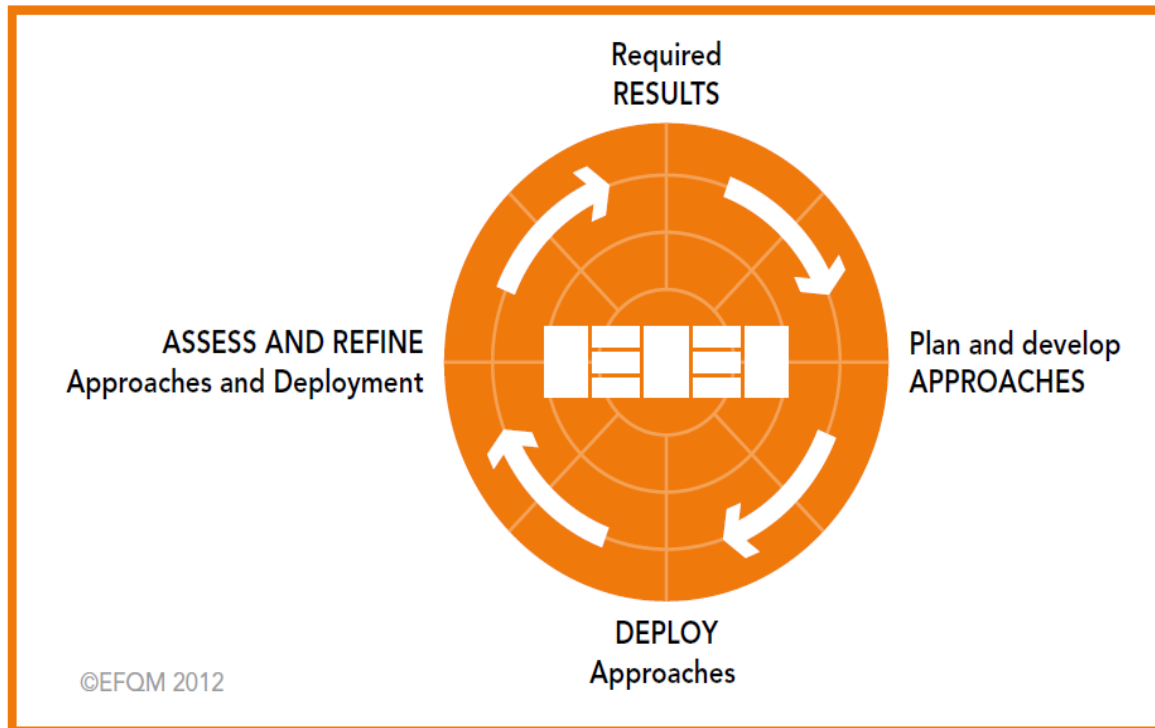 Required
RESULTS
ASSESS AND REFINE
Approaches and Deployment
Plan and develop
APPROACHES
DEPLOY
Approaches
©EFQM 2012